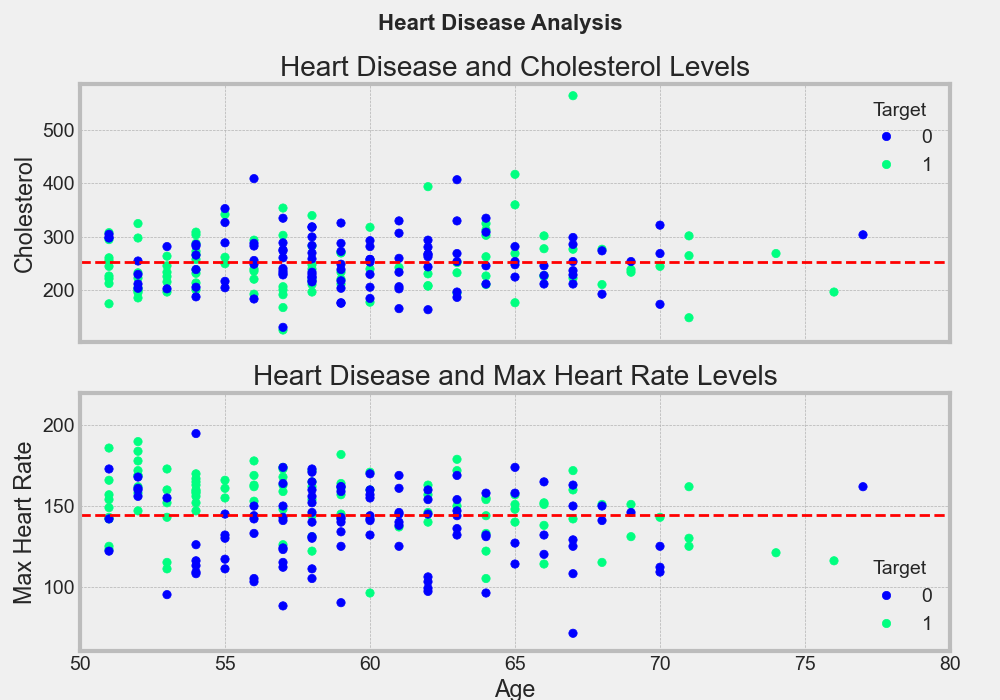 Heart Disease Analysis
Heart Disease and Cholesterol Levels
Cholesterol
500
400
300
200
Target
0
1
Heart Disease and Max Heart Rate Levels
Max Heart Rate
200
150
100
Target
0
1
50 55 60 65 70 75 80
Age